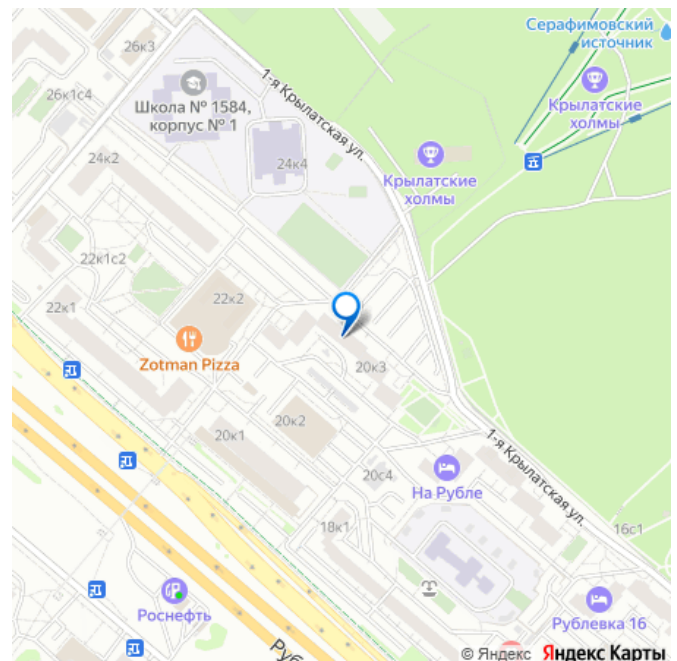 Серафимовский
источник
26к3
1-я Крылатская ул.
Школа № 1584,
корпус № 1
Крылатские
холмы
26к1с4
24к2
24к4
Крылатские
холмы
22к1с2
22к1
22к2
Zotman Pizza
20к3
20к2
20к1
1-я Крылатская ул.
20с4
На Рубле
18к1
16с1
Роснефть
Рублевка 16
© Яндекс Яндекс Карты